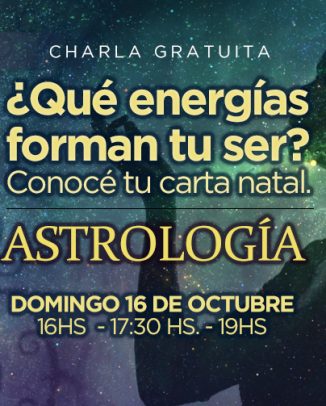 CHARLA GRATUITA
¿Qué energías
forman tu ser?
Conocé tu carta natal.
ASTROLOGÍA
DOMINGO 16 DE OCTUBRE
16HS - 17:30 HS. - 19HS